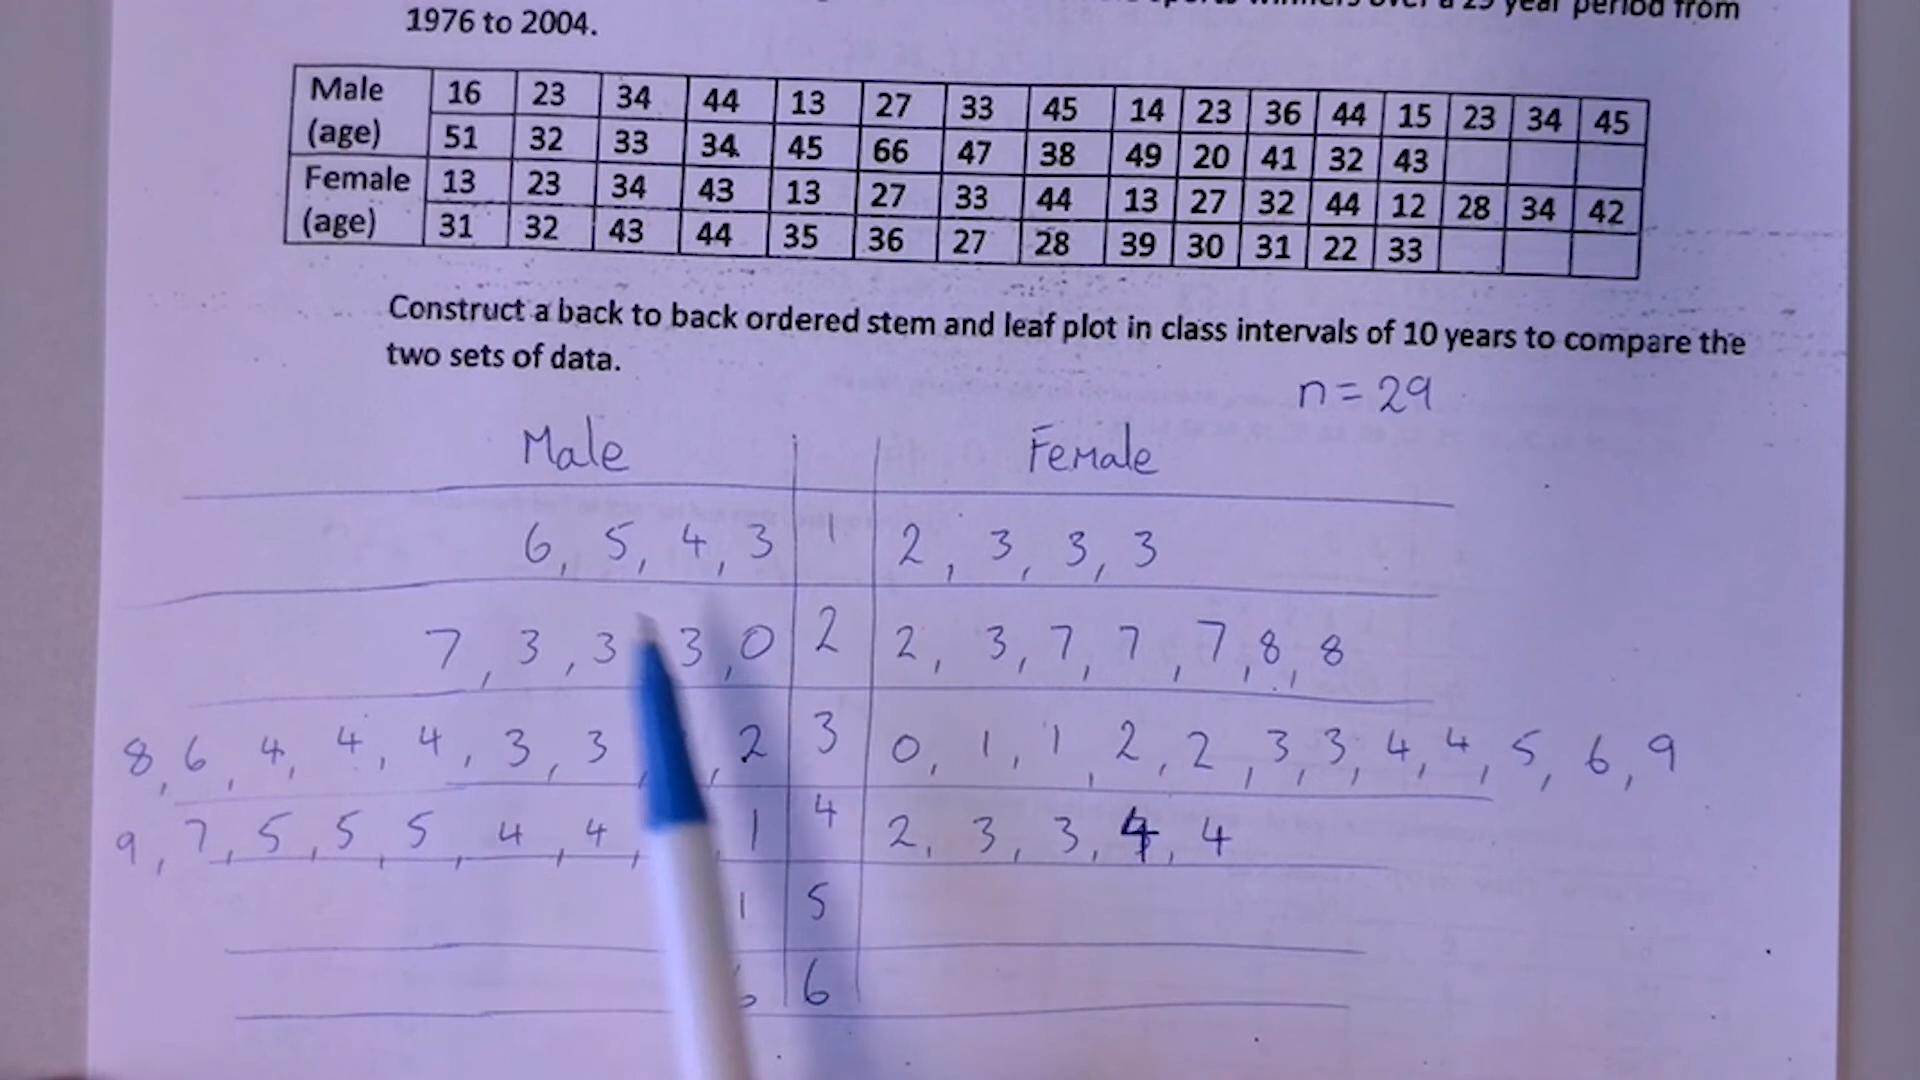 year period from
1976 to 2004.
Male (age) 16 23 34 44 13 27 33 45 14 23 36 44 15 23 34 45
51 32 33 34 45 66 47 38 49 20 41 32 43
Female (age) 13 23 34 43 13 27 33 44 13 27 32 44 12 28 34 42
31 32 43 44 35 36 27 28 39 30 31 22 33
Construct a back to back ordered stem and leaf plot in class intervals of 10 years to compare the
two sets of data.
n = 29
Male Female
6, 5, 4, 3 1 2, 3, 3, 3
7, 3, 3 3, 0 2 2, 3, 7, 7, 7, 8, 8
8, 6, 4, 4, 4, 3, 3 , 2 3 0, 1, 1, 2, 2, 3, 3, 4, 4, 5, 6, 9
9, 7, 5, 5, 5, 4, 4, , 1 4 2, 3, 3, 4, 4
1 5
6